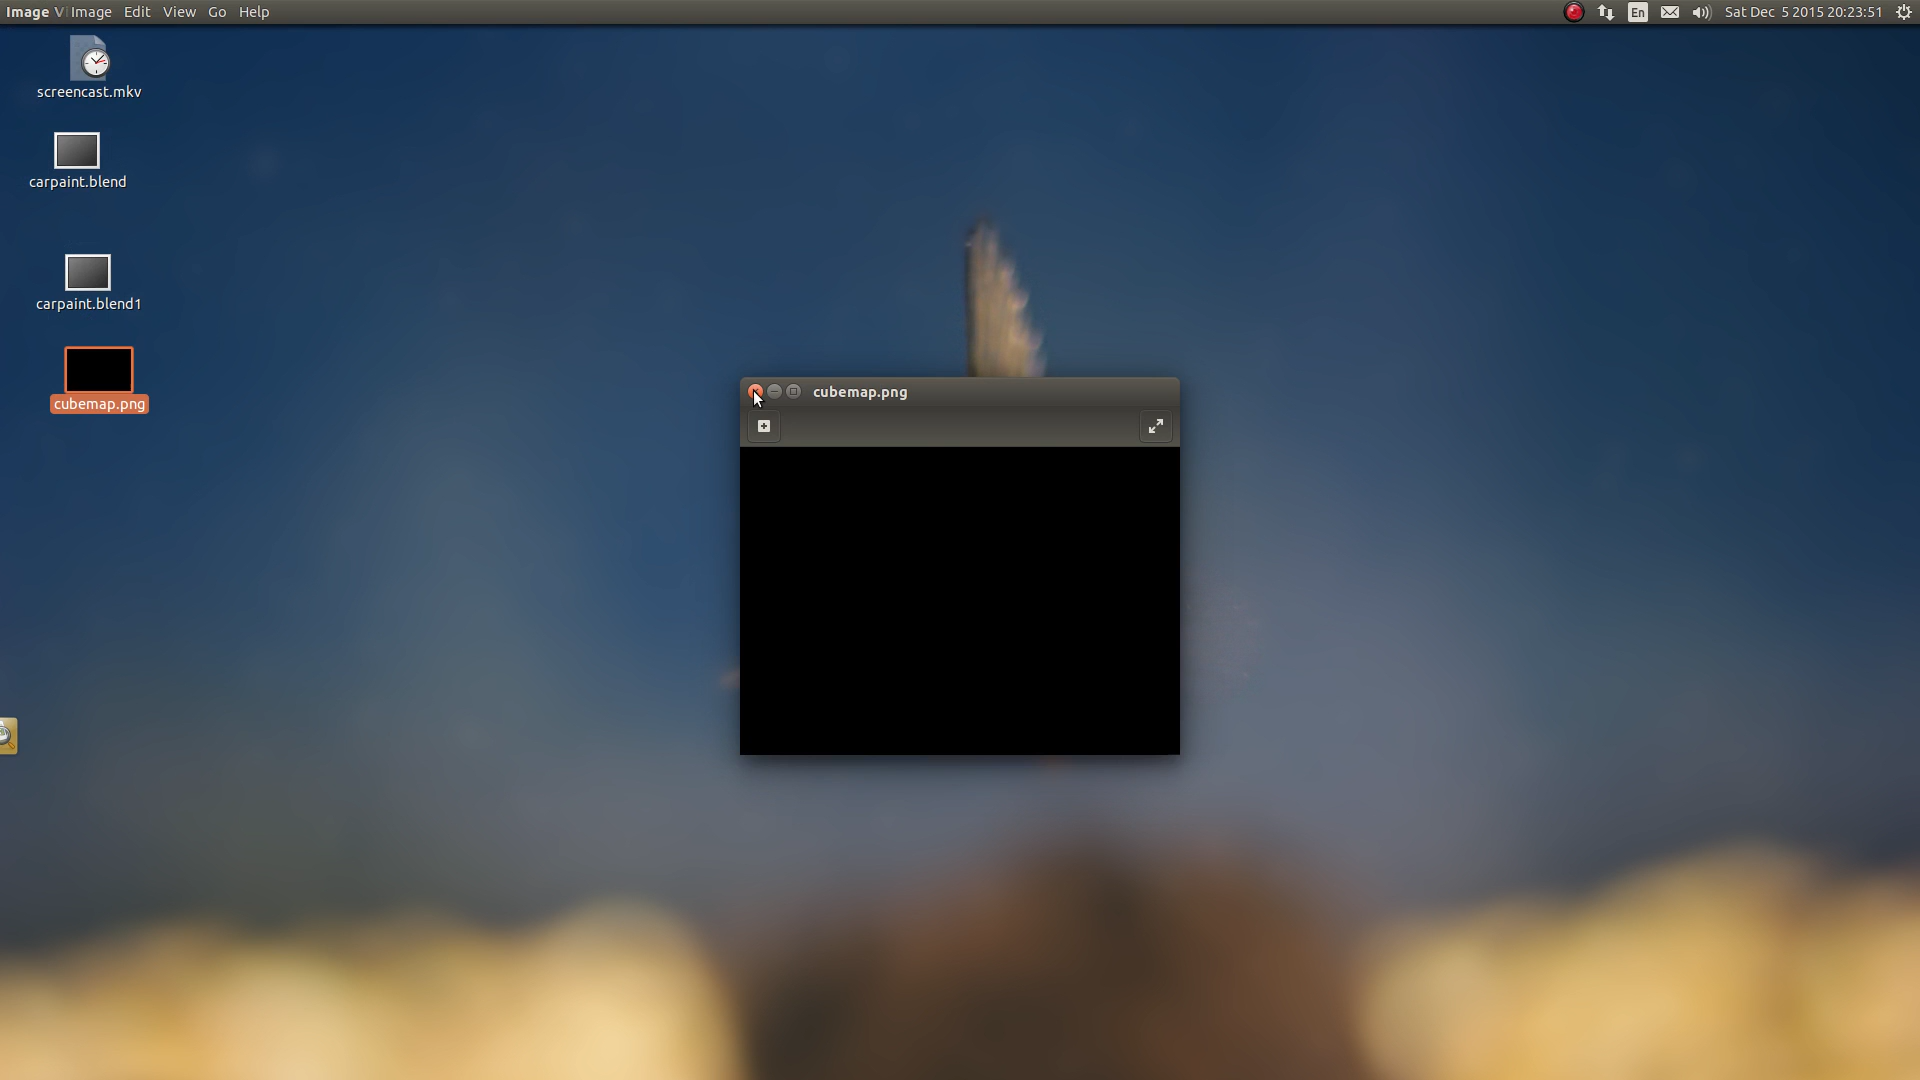 Image V Image Edit View Go Help
En Sat Dec 5 2015 20:23:51
screencast.mkv
carpaint.blend
carpaint.blend1
cubemap.png
cubemap.png